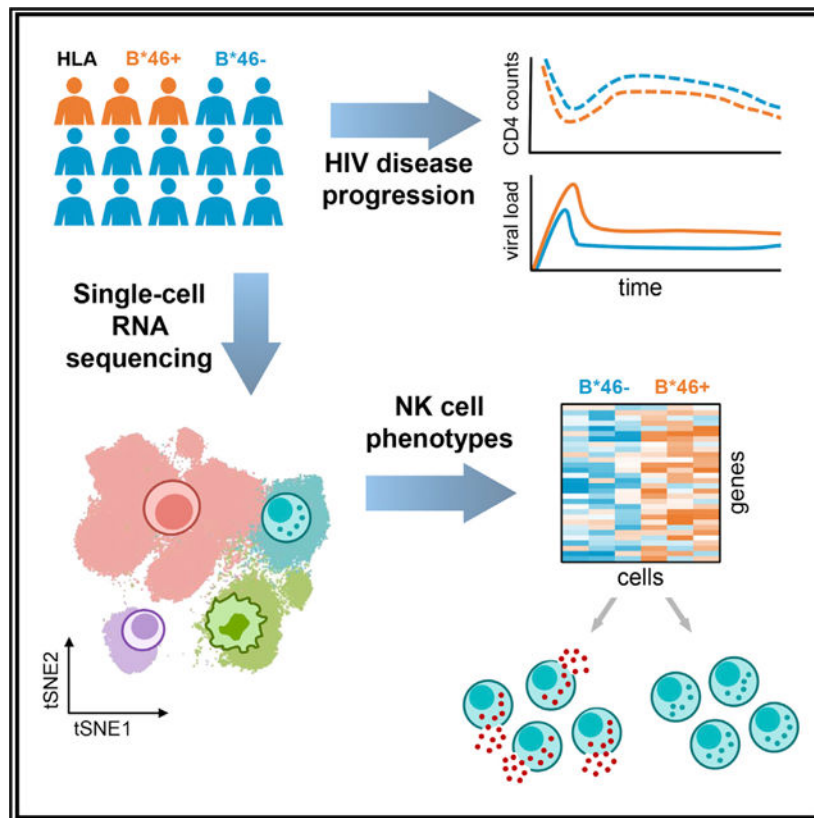 HLA B*46+ B*46-
HIV disease
progression
CD4 counts
viral load
time
Single-cell
RNA
sequencing
NK cell
phenotypes
B*46- B*46+
genes
cells
tSNE2
tSNE1